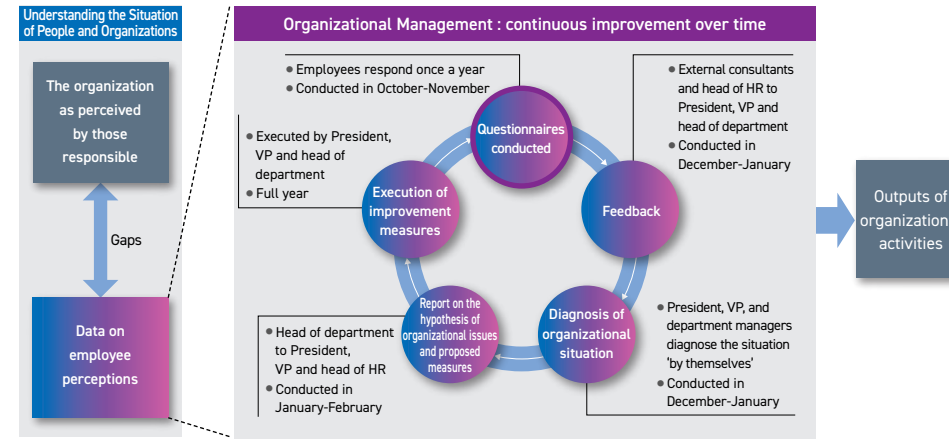 Understanding the Situation
of People and Organizations
The organization
as perceived
by those
responsible
Gaps
Data on
employee
perceptions
Organizational Management : continuous improvement over time
● Employees respond once a year
● Conducted in October-November
Questionnaires
conducted
● External consultants
and head of HR to
President, VP and
head of department
● Conducted in
December-January
Feedback
● President, VP, and
department managers
diagnose the situation
‘by themselves’
● Conducted in
December-January
Diagnosis of
organizational
situation
Report on the
hypothesis of
organizational issues
and proposed
measures
● Head of department
to President,
VP and head of HR
● Conducted in
January-February
● Executed by President,
VP and head of
department
● Full year
Execution of
improvement
measures
Outputs of
organization
activities